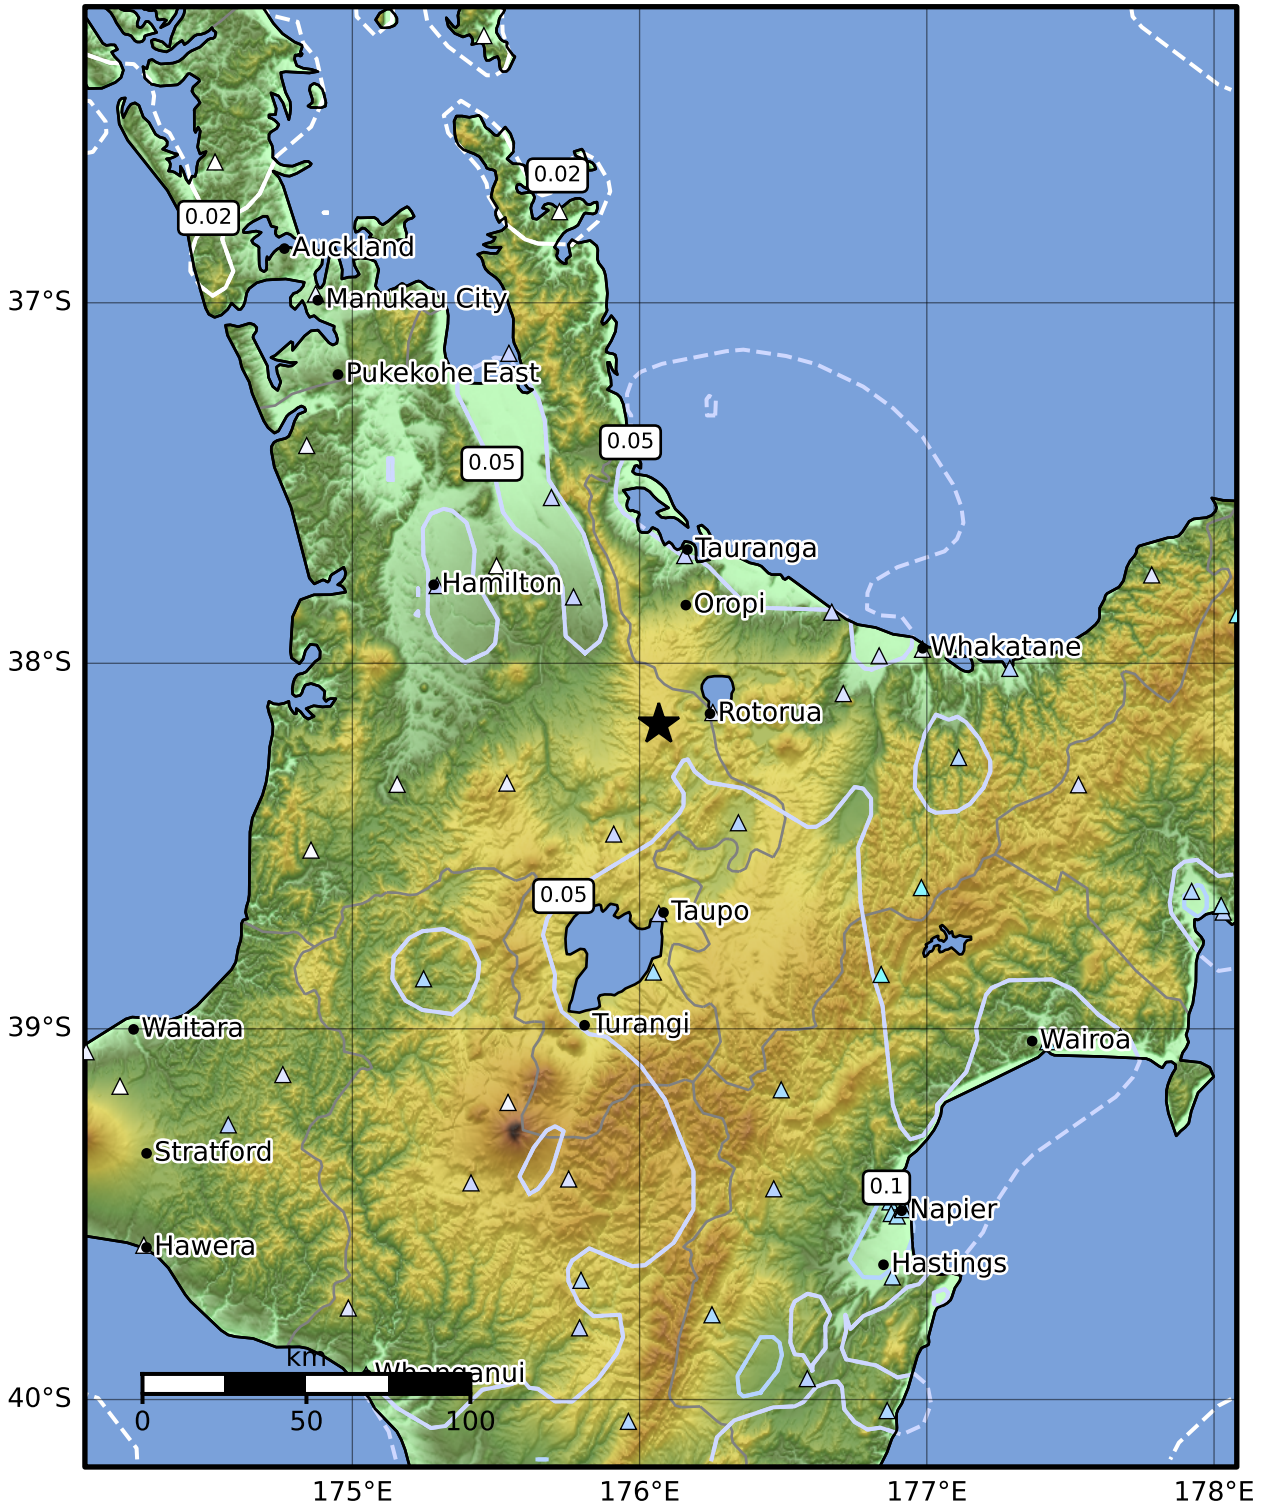 0.02
0.02
Auckland
37°S
Manukau City
Pukekohe East
0.05
0.05
Tauranga
Hamilton
Oropi
38°S
Whakatane
Rotorua
0.05
Taupo
39°S
Waitara
Turangi
Wairoa
Stratford
0.1
Napier
Hawera
Hastings
km
Whanganui
40°S
0
50
100
175°E
176°E
177°E
178°E